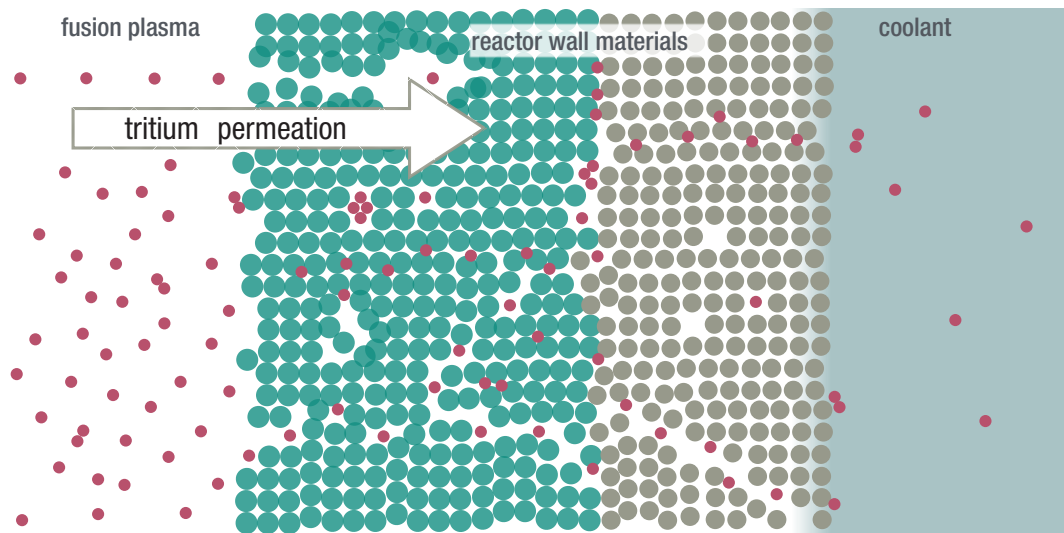 fusion plasma
reactor wall materials
coolant
tritium permeation